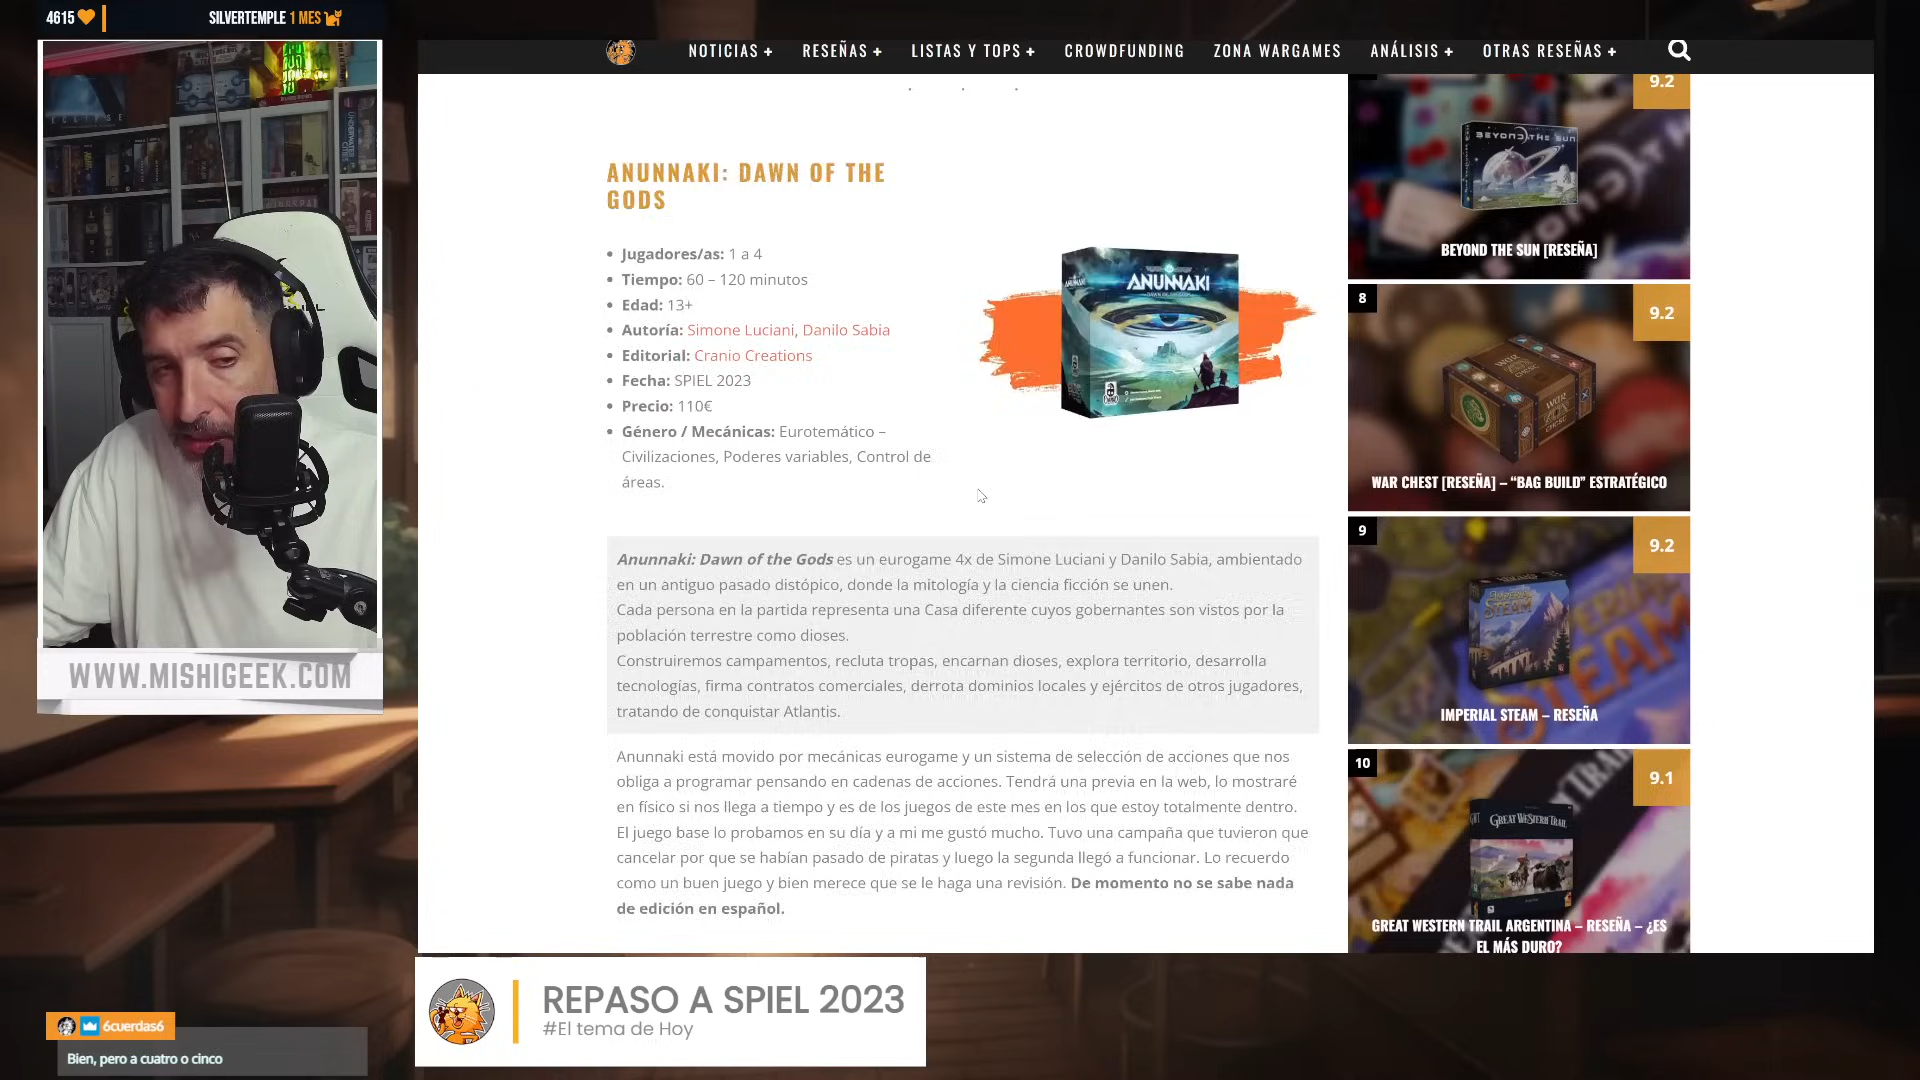 4615
SILVERTEMPLE 1 MES
NOTICIAS +
RESEÑAS +
LISTAS Y TOPS +
CROWDFUNDING
ZONA WARGAMES
ANÁLISIS +
OTRAS RESEÑAS +
ECLIPSE
ANUNNAKI: DAWN OF THE
GODS
Jugadores/as: 1 a 4
Tiempo: 60 – 120 minutos
Edad: 13+
Autoría: Simone Luciani, Danilo Sabia
Editorial: Cranio Creations
Fecha: SPIEL 2023
Precio: 110€
Género / Mecánicas: Eurotemático –
Civilizaciones, Poderes variables, Control de
áreas.
ANUNNAKI
Anunnaki: Dawn of the Gods es un eurogame 4x de Simone Luciani y Danilo Sabia, ambientado
en un antiguo pasado distópico, donde la mitología y la ciencia ficción se unen.
Cada persona en la partida representa una Casa diferente cuyos gobernantes son vistos por la
población terrestre como dioses.
Construiremos campamentos, recluta tropas, encarnan dioses, explora territorio, desarrolla
tecnologías, firma contratos comerciales, derrota dominios locales y ejércitos de otros jugadores,
tratando de conquistar Atlantis.
Anunnaki está movido por mecánicas eurogame y un sistema de selección de acciones que nos
obliga a programar pensando en cadenas de acciones. Tendrá una previa en la web, lo mostraré
en físico si nos llega a tiempo y es de los juegos de este mes en los que estoy totalmente dentro.
El juego base lo probamos en su día y a mi me gustó mucho. Tuvo una campaña que tuvieron que
cancelar por que se habían pasado de piratas y luego la segunda llegó a funcionar. Lo recuerdo
como un buen juego y bien merece que se le haga una revisión. De momento no se sabe nada
de edición en español.
9.2
BEYOND THE SUN
BEYOND THE SUN [RESEÑA]
8
9.2
WAR CHEST
WAR CHEST [RESEÑA] – “BAG BUILD” ESTRATÉGICO
9
9.2
IMPERIAL STEAM
IMPERIAL STEAM – RESEÑA
10
9.1
GREAT WESTERN TRAIL
GREAT WESTERN TRAIL ARGENTINA – RESEÑA – ¿ES
EL MÁS DURO?
WWW.MISHIGEEK.COM
REPASO A SPIEL 2023
#El tema de Hoy
6cuerdas6
Bien, pero a cuatro o cinco